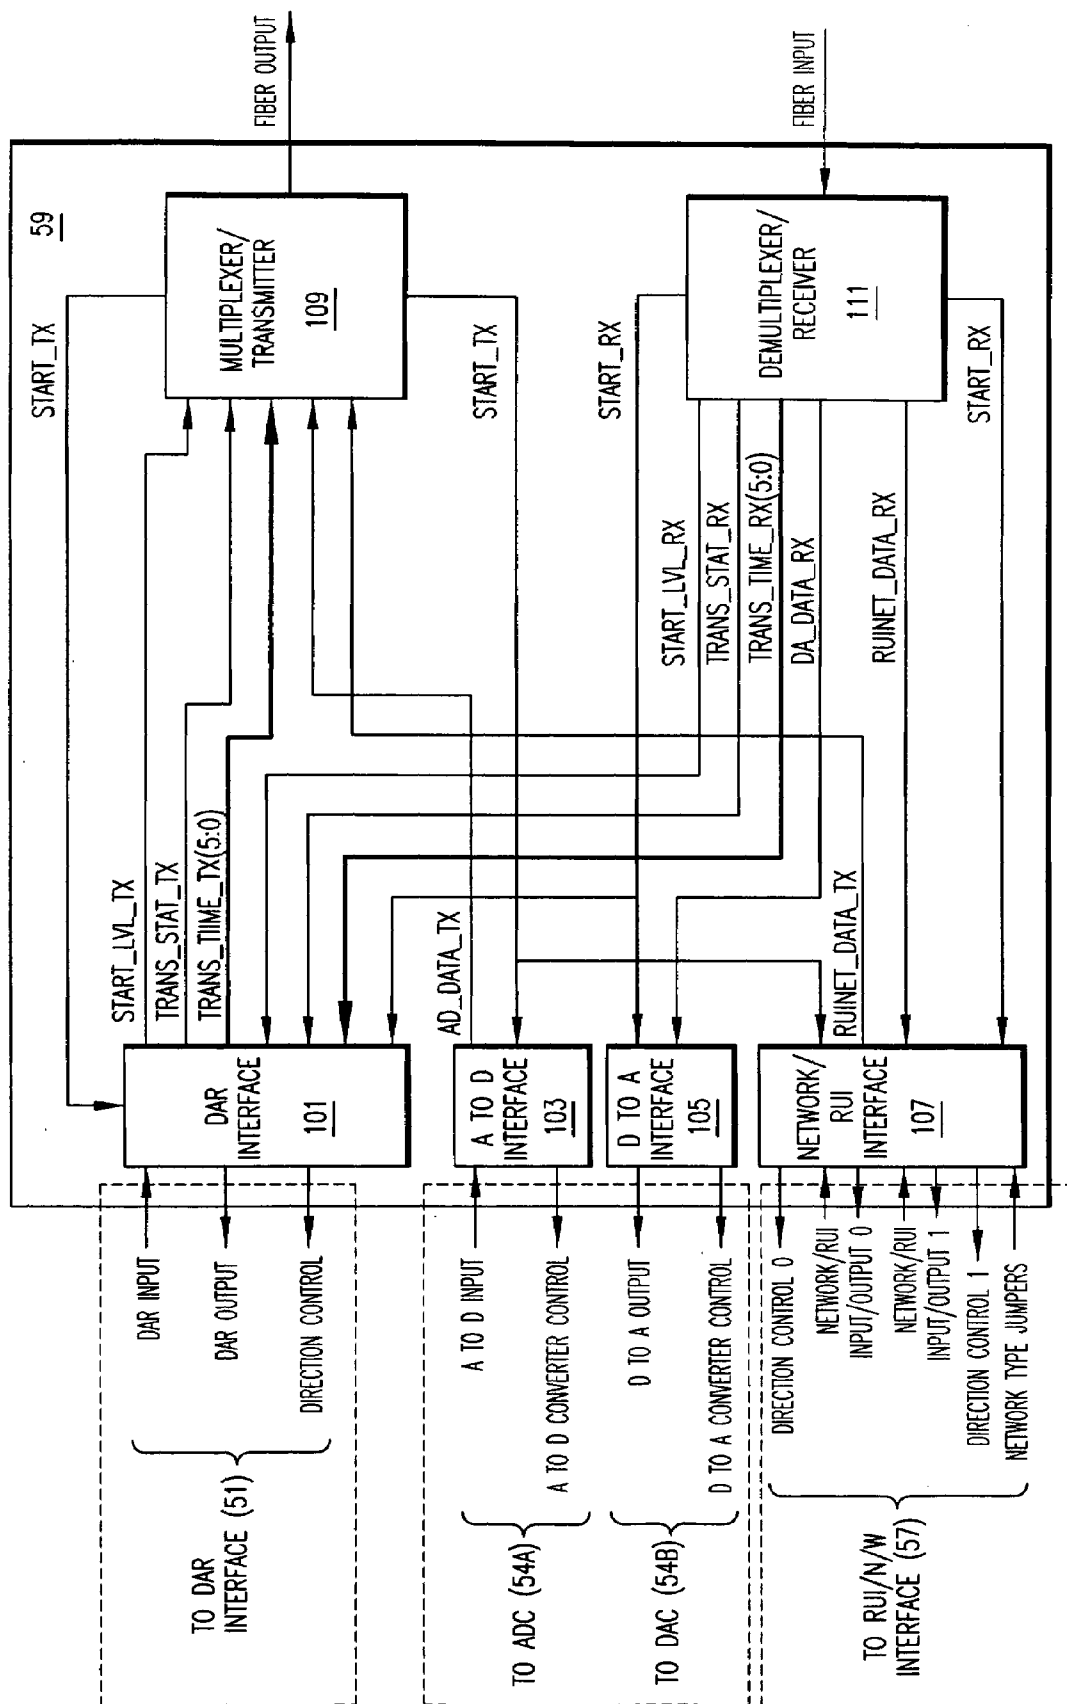 59
FIBER OUTPUT
FIBER INPUT
START_TX
MULTIPLEXER/
TRANSMITTER
109
START_TX
START_RX
DEMULTIPLEXER/
RECEIVER
111
START_RX
START_LVL_TX
TRANS_STAT_TX
TRANS_TIIME_TX(5:0)
AD_DATA_TX
START_LVL_RX
TRANS_STAT_RX
TRANS_TIME_RX(5:0)
DA_DATA_RX
RUINET_DATA_RX
RUINET_DATA_TX
DAR
INTERFACE
101
A TO D
INTERFACE
103
D TO A
INTERFACE
105
NETWORK/
RUI
INTERFACE
107
DAR INPUT
DAR OUTPUT
DIRECTION CONTROL
A TO D INPUT
A TO D CONVERTER CONTROL
D TO A OUTPUT
D TO A CONVERTER CONTROL
DIRECTION CONTROL 0
NETWORK/RUI
INPUT/OUTPUT 0
NETWORK/RUI
INPUT/OUTPUT 1
DIRECTION CONTROL 1
NETWORK TYPE JUMPERS
TO DAR
INTERFACE (51)
TO ADC (54A)
TO DAC (54B)
TO RUI/N/W
INTERFACE (57)